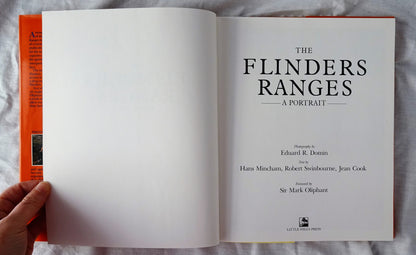 THE
FLINDERS
RANGES
A PORTRAIT
Photography by
Eduard R. Domin
Text by
Hans Mincham, Robert Swinbourne, Jean Cook
Foreword by
Sir Mark Oliphant
LITTLE HILLS PRESS